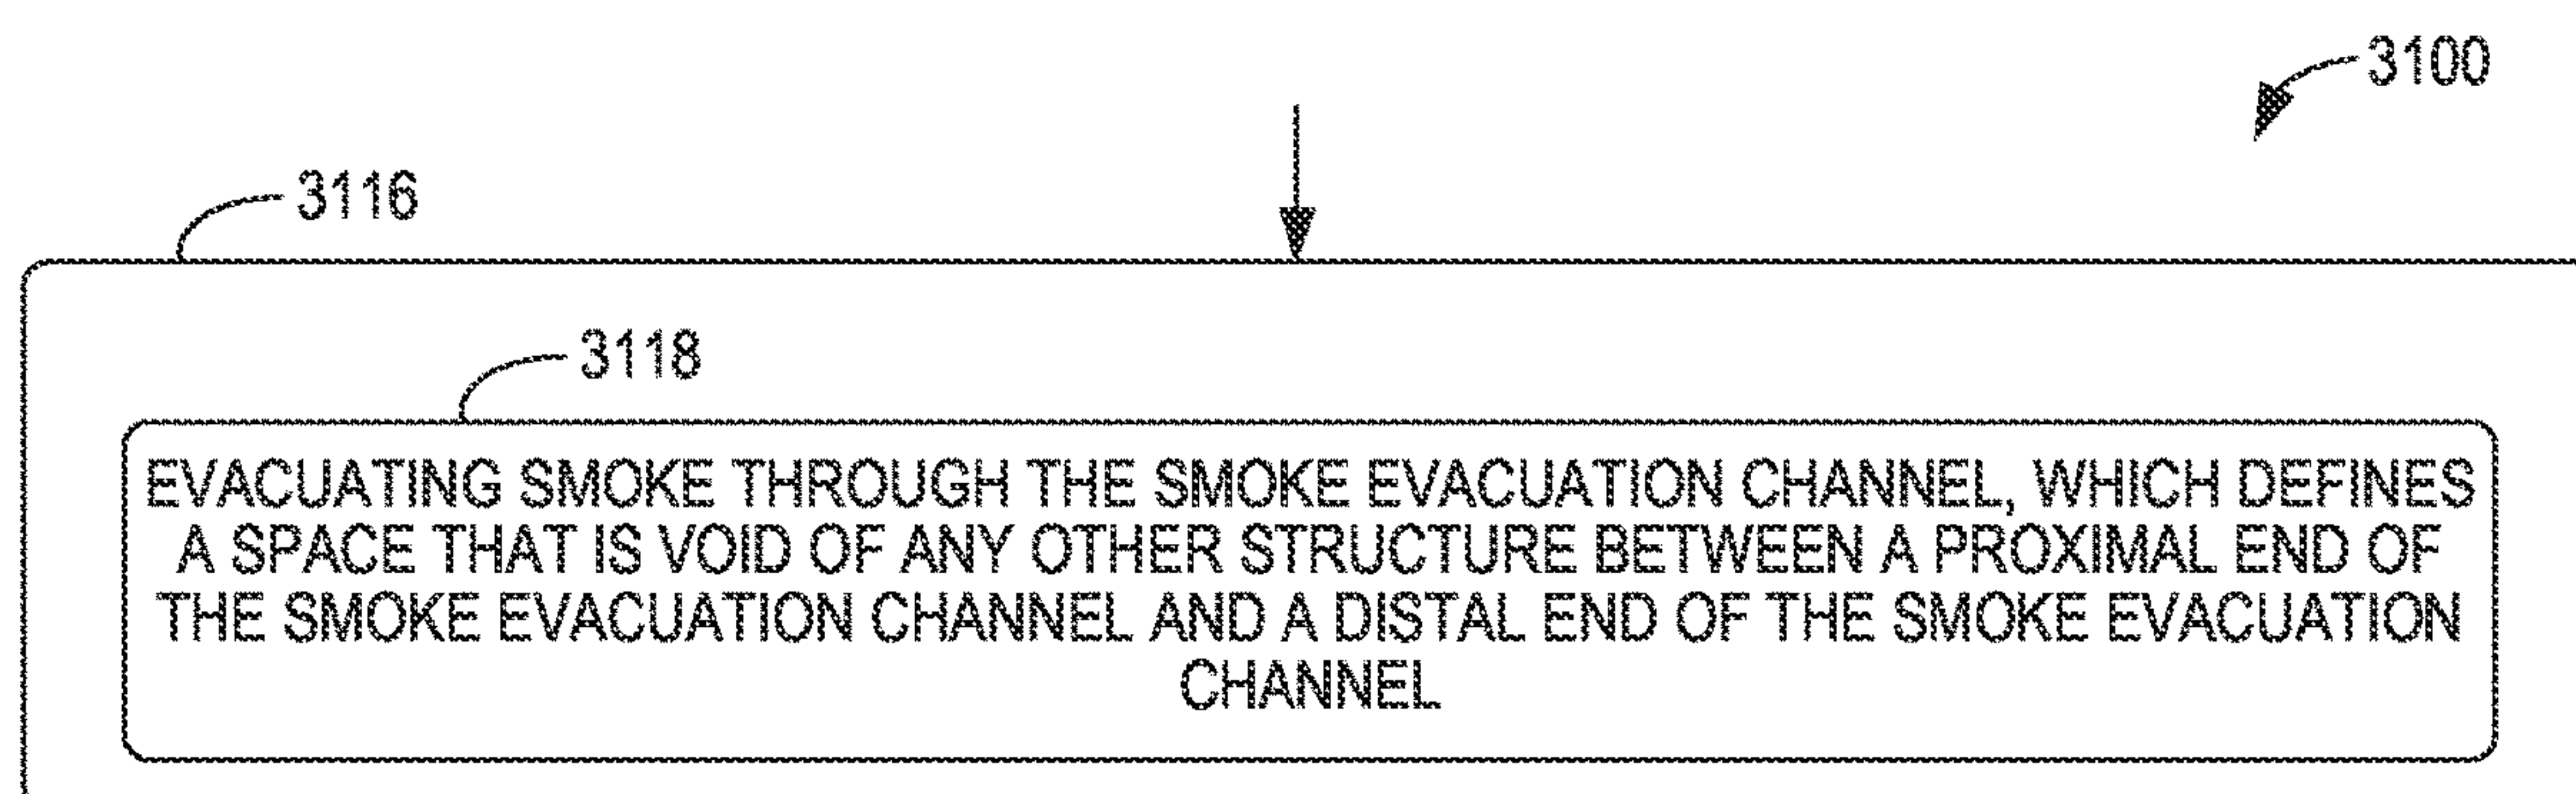 3100
3116
3118
EVACUATING SMOKE THROUGH THE SMOKE EVACUATION CHANNEL, WHICH DEFINES
A SPACE THAT IS VOID OF ANY OTHER STRUCTURE BETWEEN A PROXIMAL END OF
THE SMOKE EVACUATION CHANNEL AND A DISTAL END OF THE SMOKE EVACUATION
CHANNEL